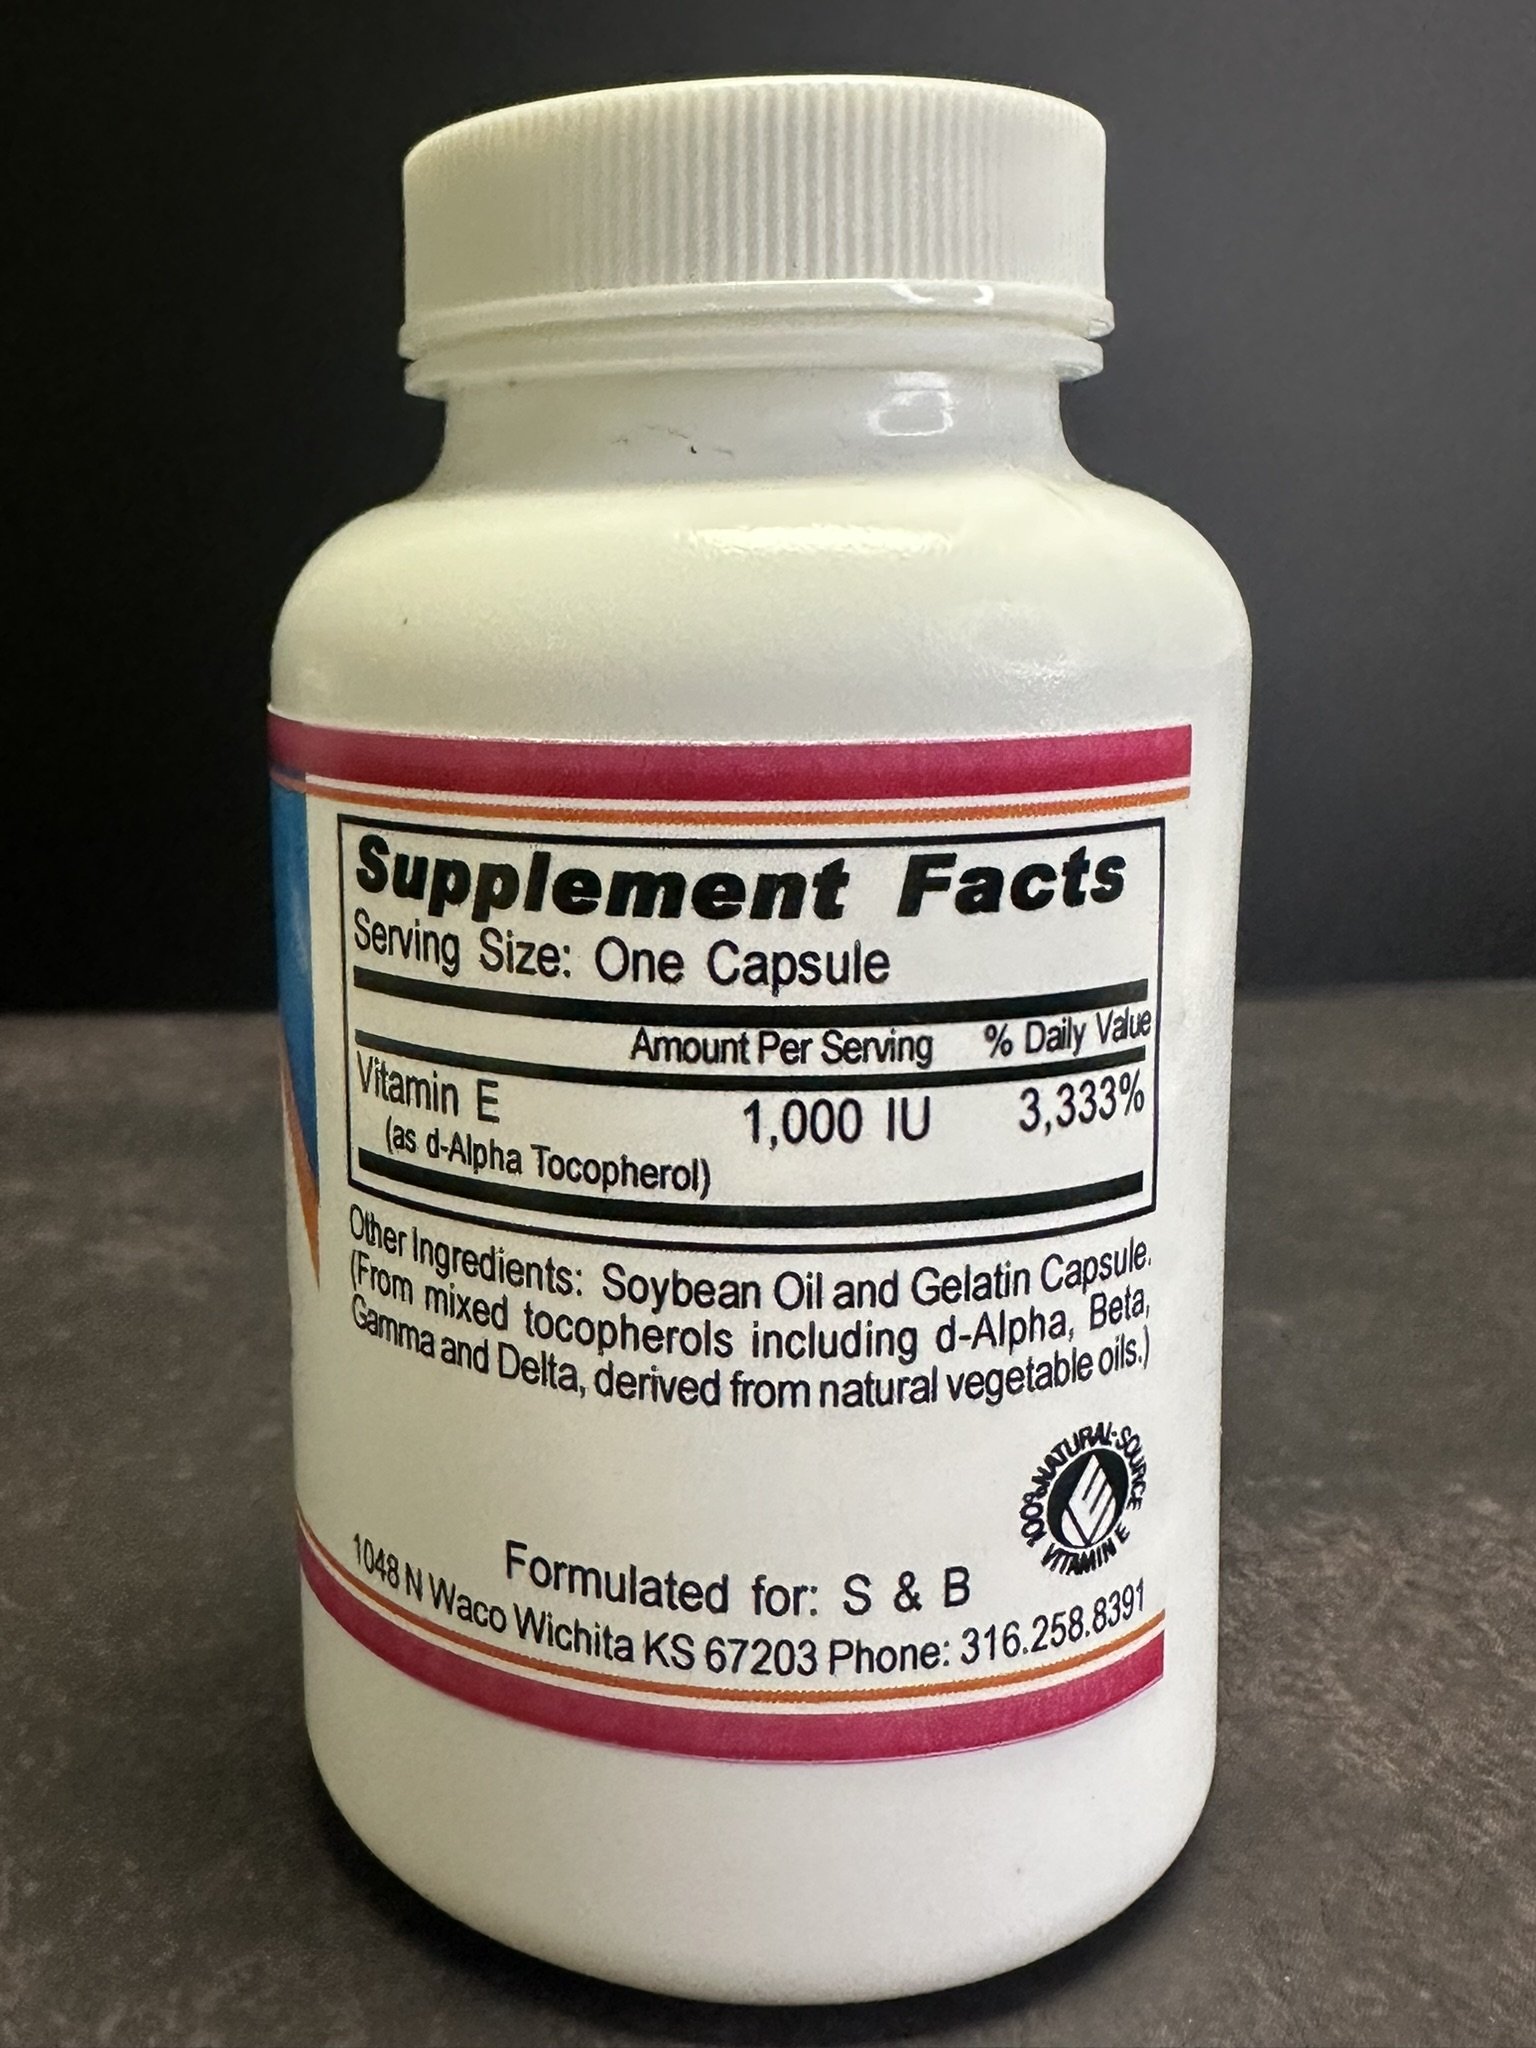 Supplement Facts
Serving Size: One Capsule
Amount Per Serving % Daily Value
Vitamin E 1,000 IU 3,333%
(as d-Alpha Tocopherol)
Other Ingredients: Soybean Oil and Gelatin Capsule.
(From mixed tocopherols including d-Alpha, Beta,
Gamma and Delta, derived from natural vegetable oils.)
100% NATURAL-SOURCE
VITAMIN E
Formulated for: S & B
1048 N Waco Wichita KS 67203 Phone: 316.258.8391